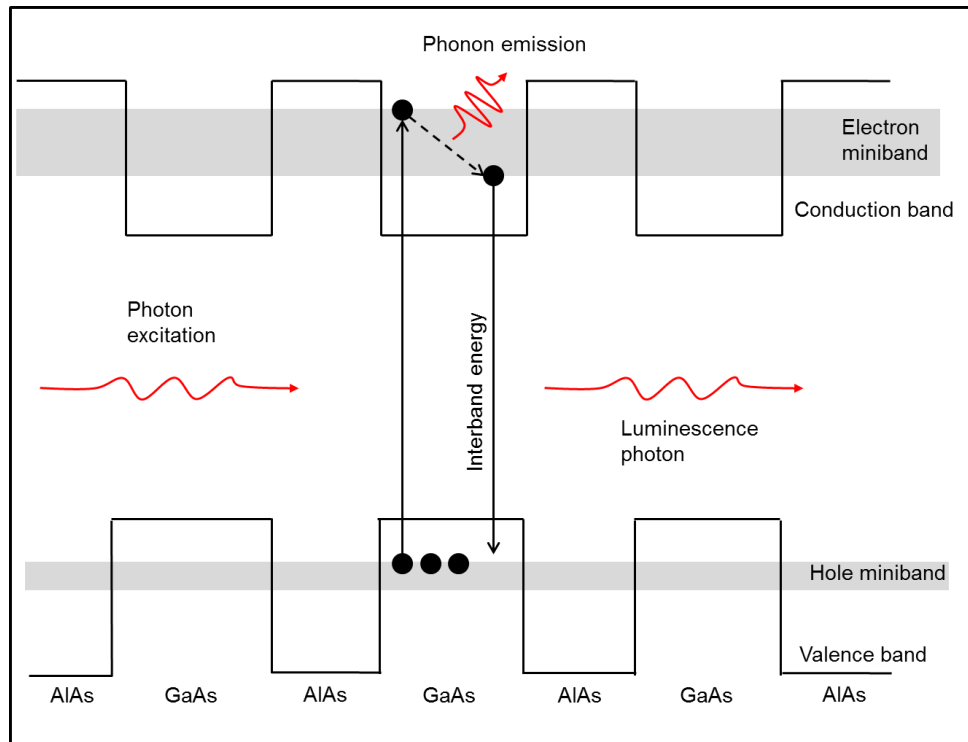 Phonon emission
Electron
miniband
Conduction band
Photon
excitation
Interband energy
Luminescence
photon
Hole miniband
Valence band
AlAs GaAs AlAs GaAs AlAs GaAs AlAs